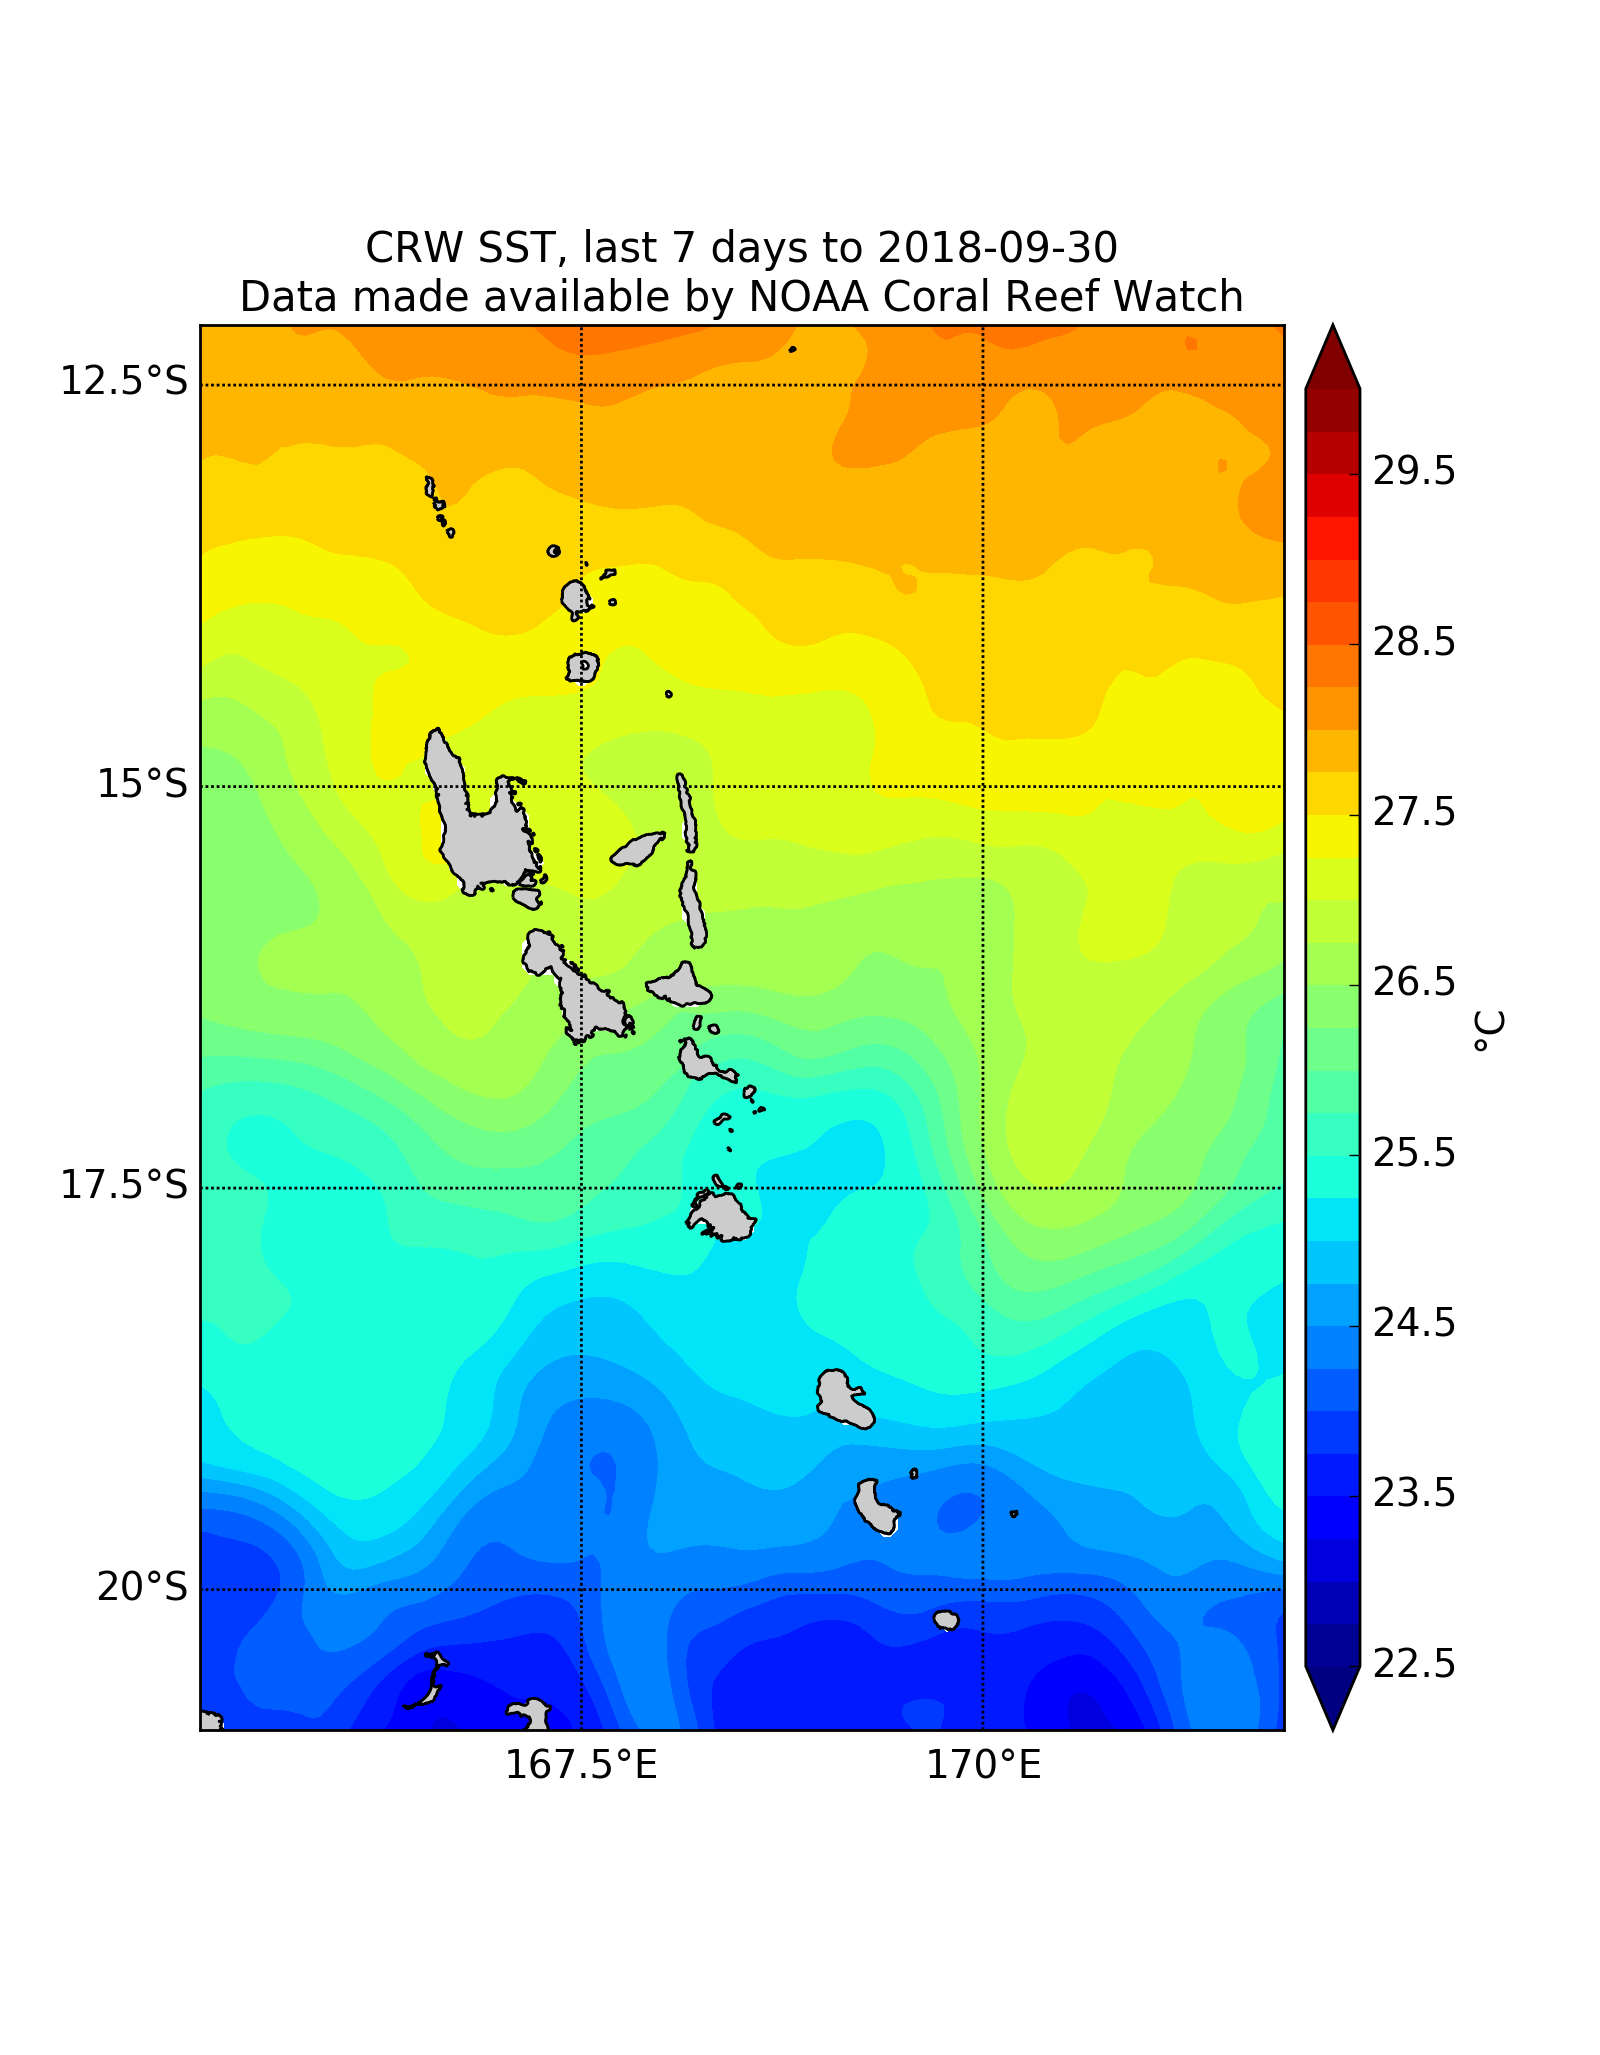 CRW SST, last 7 days to 2018-09-30
Data made available by NOAA Coral Reef Watch
12.5°S
15°S
17.5°S
20°S
167.5°E
170°E
29.5
28.5
27.5
26.5
25.5
24.5
23.5
22.5
°C